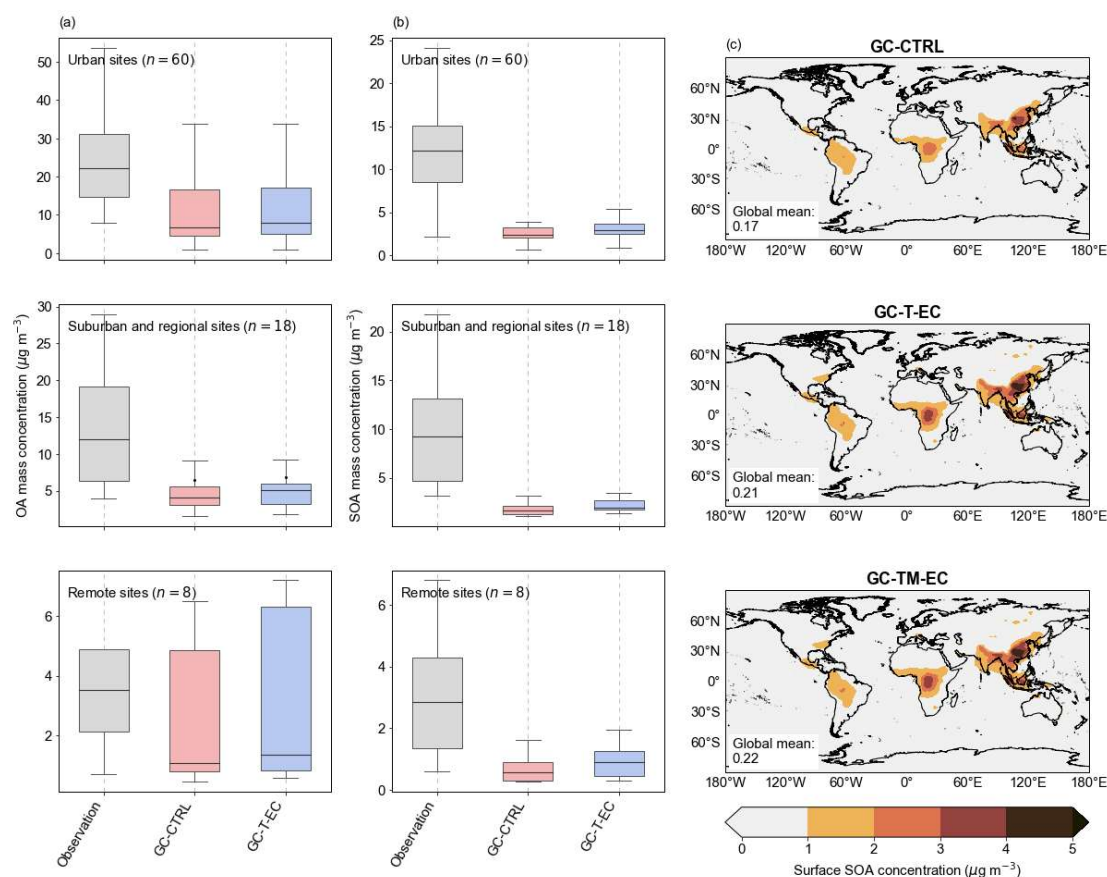 (a)
Urban sites (n = 60)
50
40
30
20
10
0
OA mass concentration (μg m⁻³)
Suburban and regional sites (n = 18)
30
25
20
15
10
5
Remote sites (n = 8)
6
4
2
Observation
GC-CTRL
GC-T-EC
(b)
Urban sites (n = 60)
25
20
15
10
5
0
SOA mass concentration (μg m⁻³)
Suburban and regional sites (n = 18)
20
15
10
5
Remote sites (n = 8)
6
4
2
0
Observation
GC-CTRL
GC-T-EC
(c)
GC-CTRL
60°N
30°N
0°
30°S
60°S
Global mean:
0.17
180°W 120°W 60°W 0° 60°E 120°E 180°E
GC-T-EC
60°N
30°N
0°
30°S
60°S
Global mean:
0.21
180°W 120°W 60°W 0° 60°E 120°E 180°E
GC-TM-EC
60°N
30°N
0°
30°S
60°S
Global mean:
0.22
180°W 120°W 60°W 0° 60°E 120°E 180°E
0 1 2 3 4 5
Surface SOA concentration (μg m⁻³)